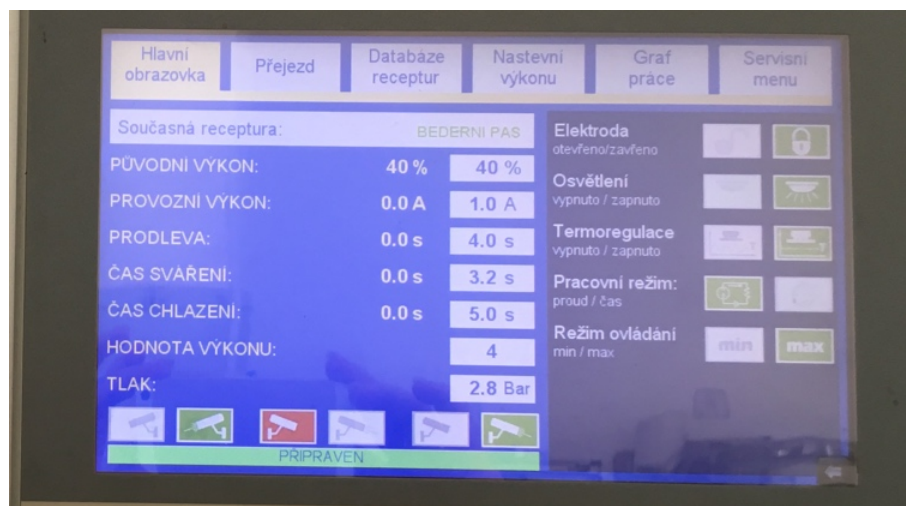 Hlavní
obrazovka
Přejezd
Databáze
receptur
Nastevní
výkonu
Graf
práce
Servisní
menu
Současná receptura: BEDERNI PAS
PŮVODNÍ VÝKON: 40 % 40 %
PROVOZNÍ VÝKON: 0.0 A 1.0 A
PRODLEVA: 0.0 s 4.0 s
ČAS SVÁŘENÍ: 0.0 s 3.2 s
ČAS CHLAZENÍ: 0.0 s 5.0 s
HODNOTA VÝKONU: 4
TLAK: 2.8 Bar
PŘIPRAVEN
Elektroda
otevřeno/zavřeno
Osvětlení
vypnuto / zapnuto
Termoregulace
vypnuto / zapnuto
Pracovní režim:
proud / čas
Režim ovládání
min / max
min max